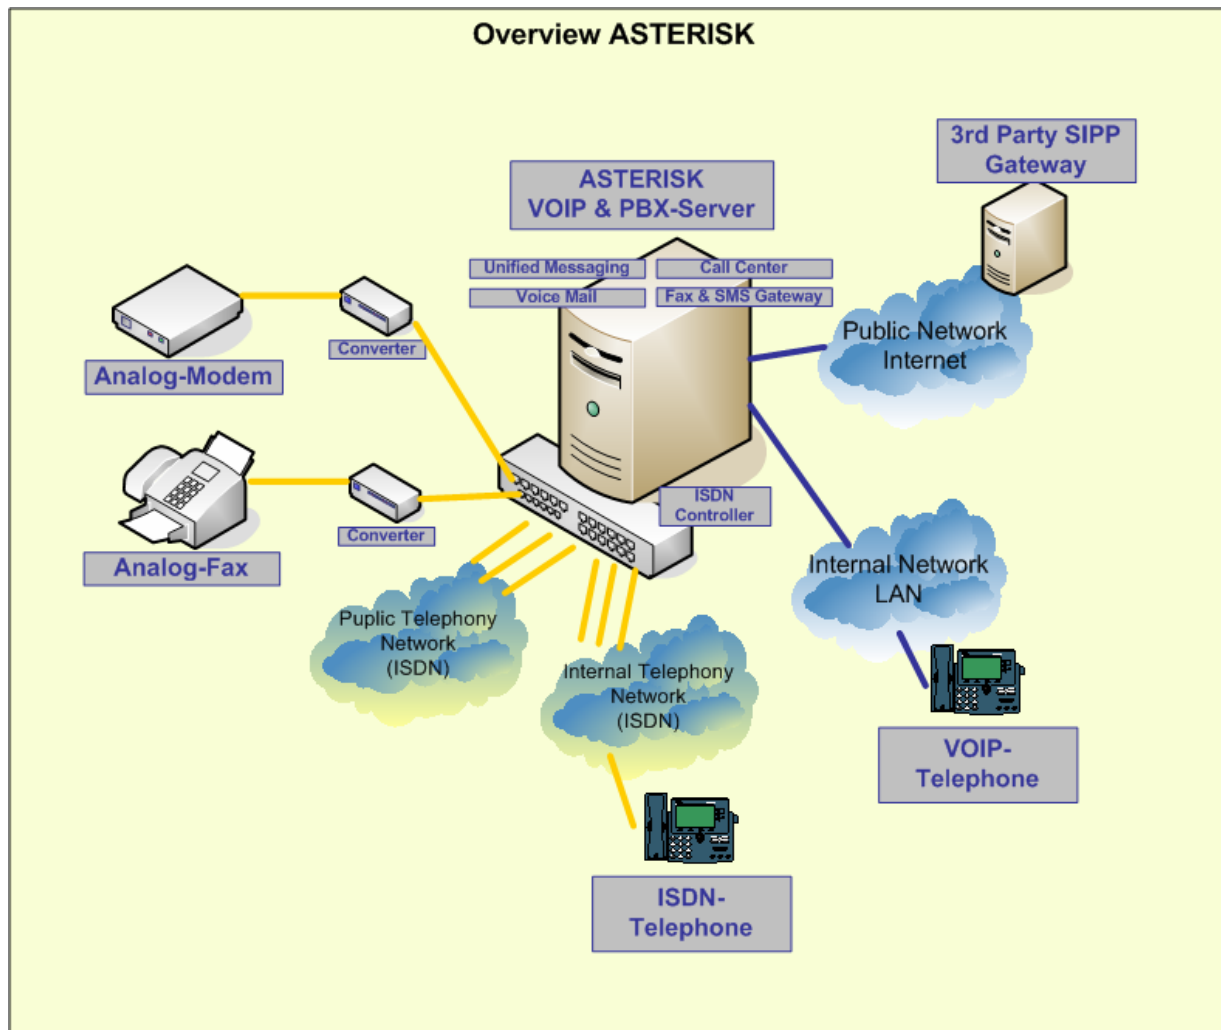 Overview ASTERISK
3rd Party SIPP
Gateway
ASTERISK
VOIP & PBX-Server
Unified Messaging
Call Center
Voice Mail
Fax & SMS Gateway
Public Network
Internet
Converter
Analog-Modem
ISDN
Controller
Converter
Analog-Fax
Internal Network
LAN
Puplic Telephony
Network
(ISDN)
Internal Telephony
Network
(ISDN)
VOIP-
Telephone
ISDN-
Telephone